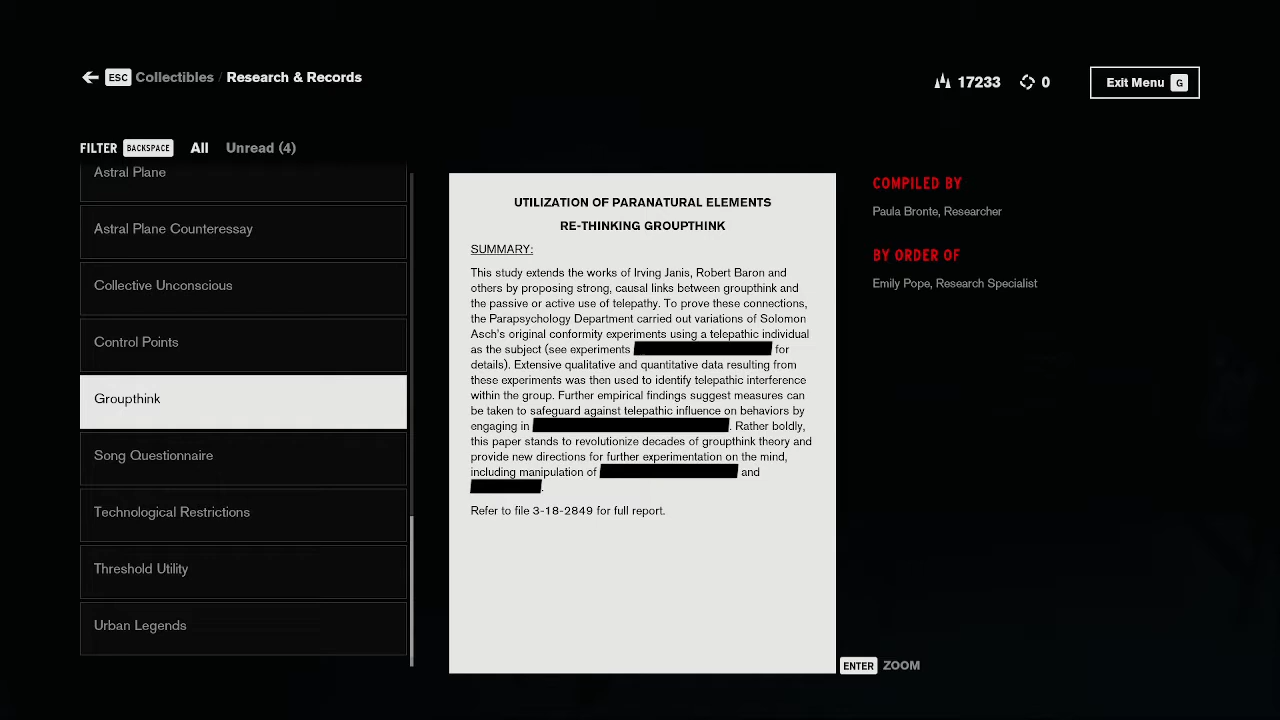 ESC Collectibles / Research & Records
17233
0
Exit Menu G
FILTER BACKSPACE All Unread (4)
Astral Plane
Astral Plane Counteressay
Collective Unconscious
Control Points
Groupthink
Song Questionnaire
Technological Restrictions
Threshold Utility
Urban Legends
UTILIZATION OF PARANATURAL ELEMENTS
RE-THINKING GROUPTHINK
SUMMARY:
This study extends the works of Irving Janis, Robert Baron and
others by proposing strong, causal links between groupthink and
the passive or active use of telepathy. To prove these connections,
the Parapsychology Department carried out variations of Solomon
Asch's original conformity experiments using a telepathic individual
as the subject (see experiments for
details). Extensive qualitative and quantitative data resulting from
these experiments was then used to identify telepathic interference
within the group. Further empirical findings suggest measures can
be taken to safeguard against telepathic influence on behaviors by
engaging in . Rather boldly,
this paper stands to revolutionize decades of groupthink theory and
provide new directions for further experimentation on the mind,
including manipulation of and
.
Refer to file 3-18-2849 for full report.
COMPILED BY
Paula Bronte, Researcher
BY ORDER OF
Emily Pope, Research Specialist
ENTER ZOOM